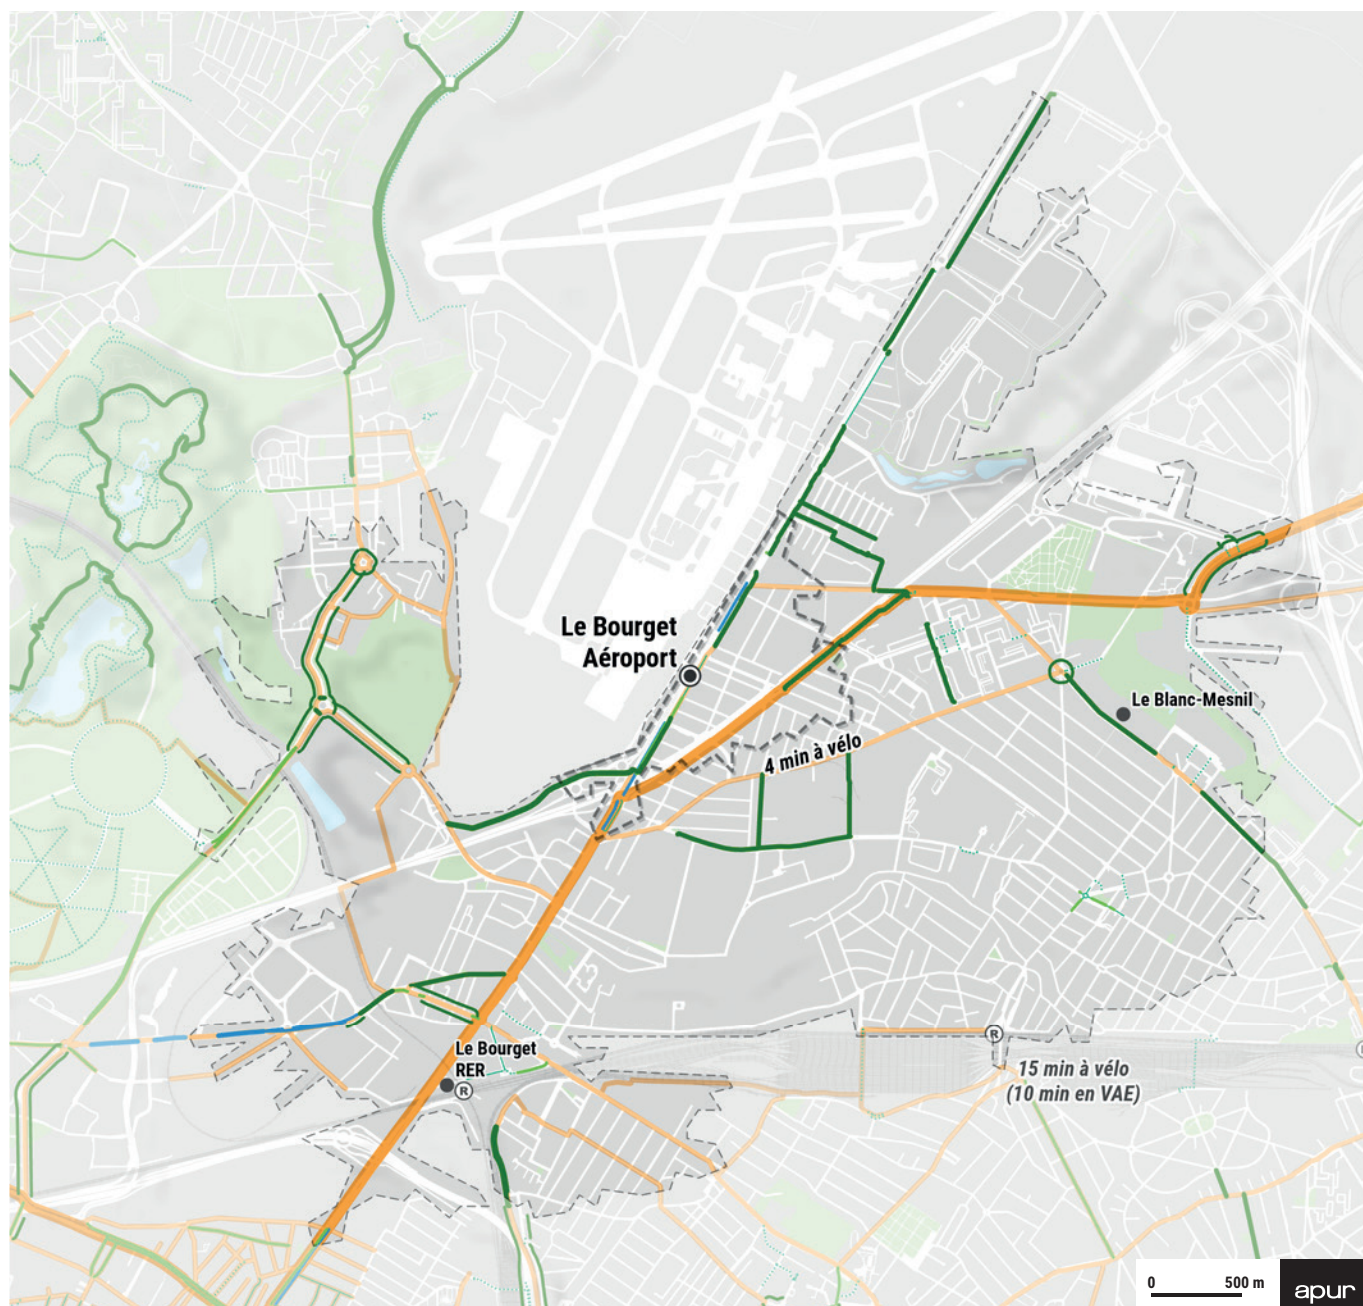 Le Bourget
Aéroport
Le Blanc-Mesnil
4 min à vélo
P
R
Le Bourget
RER
R
15 min à vélo
(10 min en VAE)
0 500 m
apur